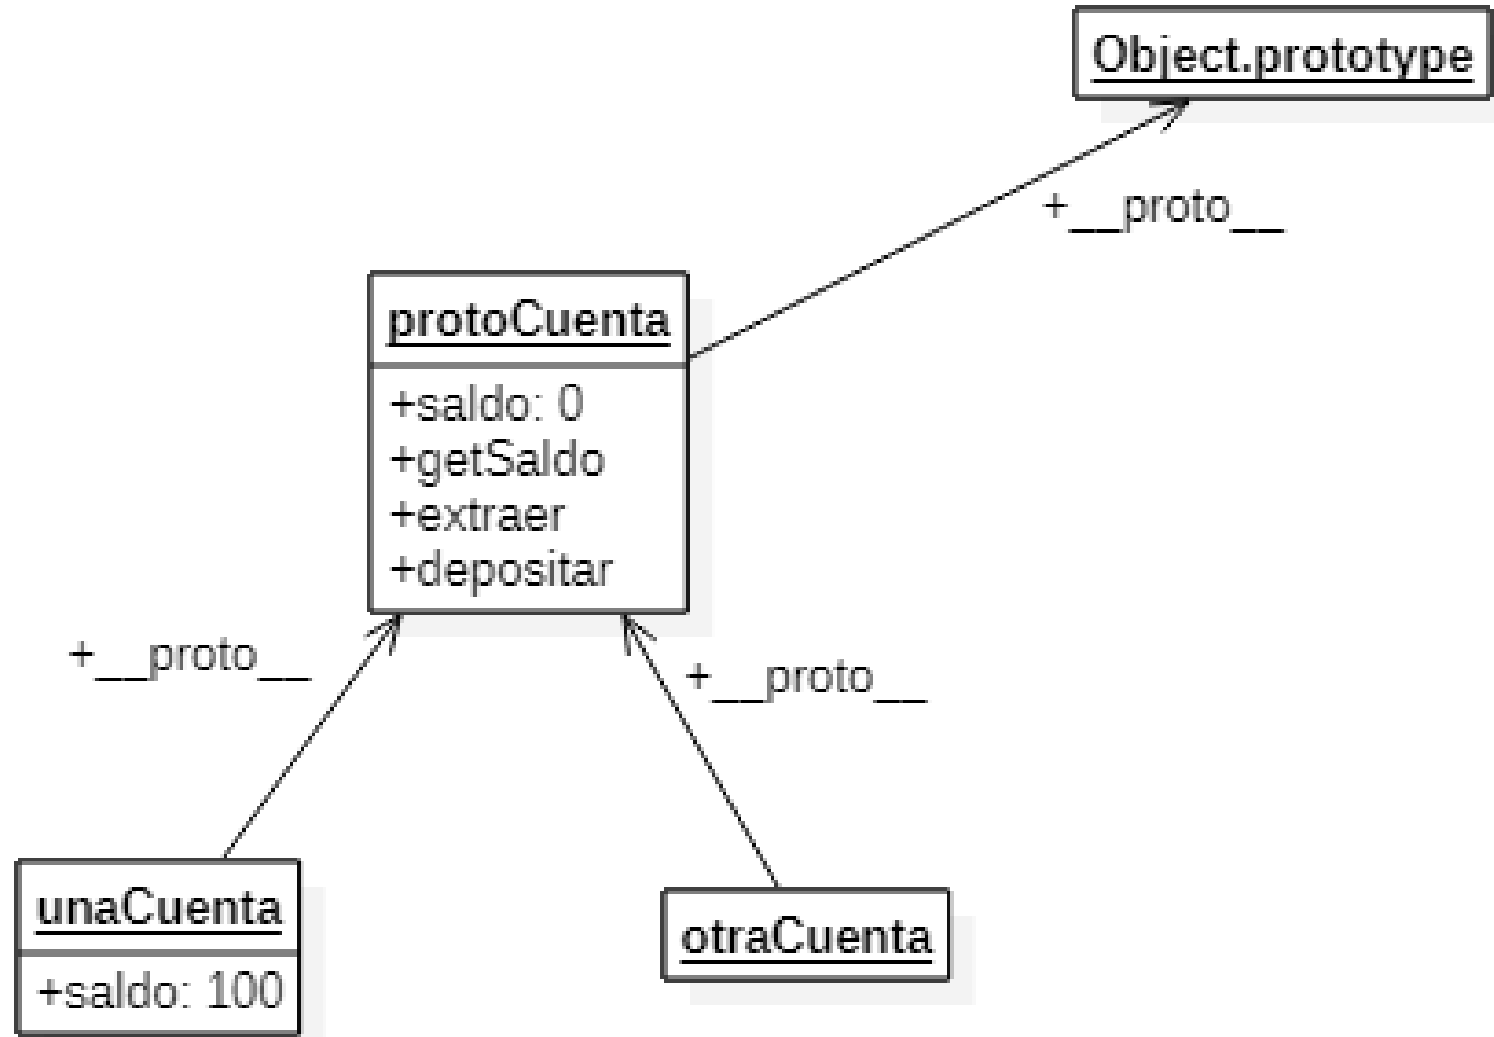 Object.prototype
+__proto__
protoCuenta
+saldo: 0
+getSaldo
+extraer
+depositar
+__proto__
+__proto__
unaCuenta
+saldo: 100
otraCuenta